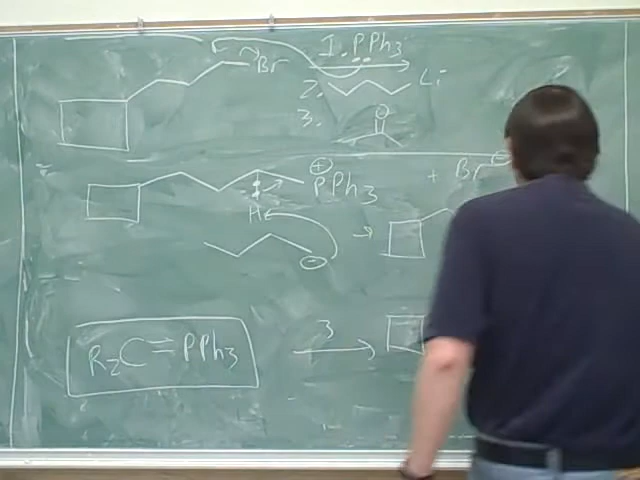 Br
1. PPh3
2. Li
3. O
⊕
PPh3
+ Br⊖
H
⊖
R2C=PPh3
3